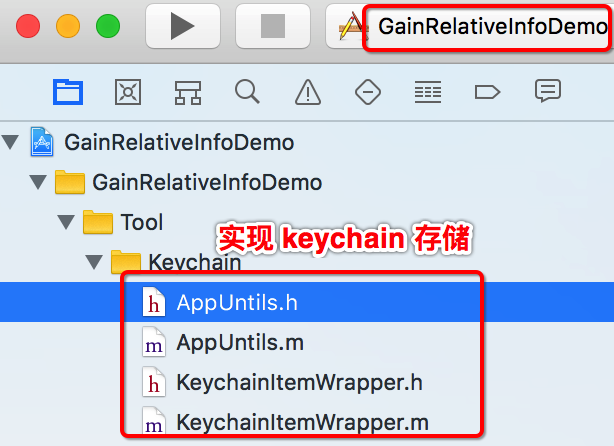 GainRelativeInfoDemo
GainRelativeInfoDemo
GainRelativeInfoDemo
Tool
实现 keychain 存储
Keychain
h AppUntils.h
m AppUntils.m
h KeychainItemWrapper.h
m KeychainItemWrapper.m